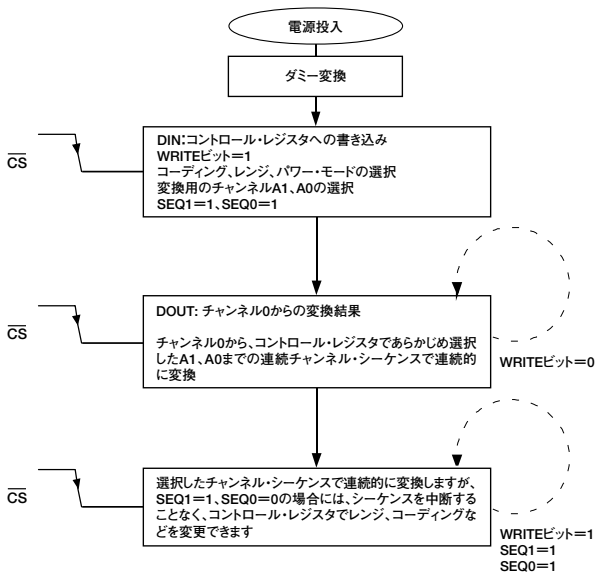 電源投入
ダミー変換
CS
DIN:コントロール・レジスタへの書き込み
WRITEビット=1
コーディング、レンジ、パワー・モードの選択
変換用のチャンネルA1、A0の選択
SEQ1=1、SEQ0=1
CS
DOUT: チャンネル0からの変換結果
チャンネル0から、コントロール・レジスタであらかじめ選択
したA1、A0までの連続チャンネル・シーケンスで連続的
に変換
WRITEビット=0
CS
選択したチャンネル・シーケンスで連続的に変換しますが、
SEQ1=1、SEQ0=0の場合には、シーケンスを中断する
ことなく、コントロール・レジスタでレンジ、コーディングな
どを変更できます
WRITEビット=1
SEQ1=1
SEQ0=1